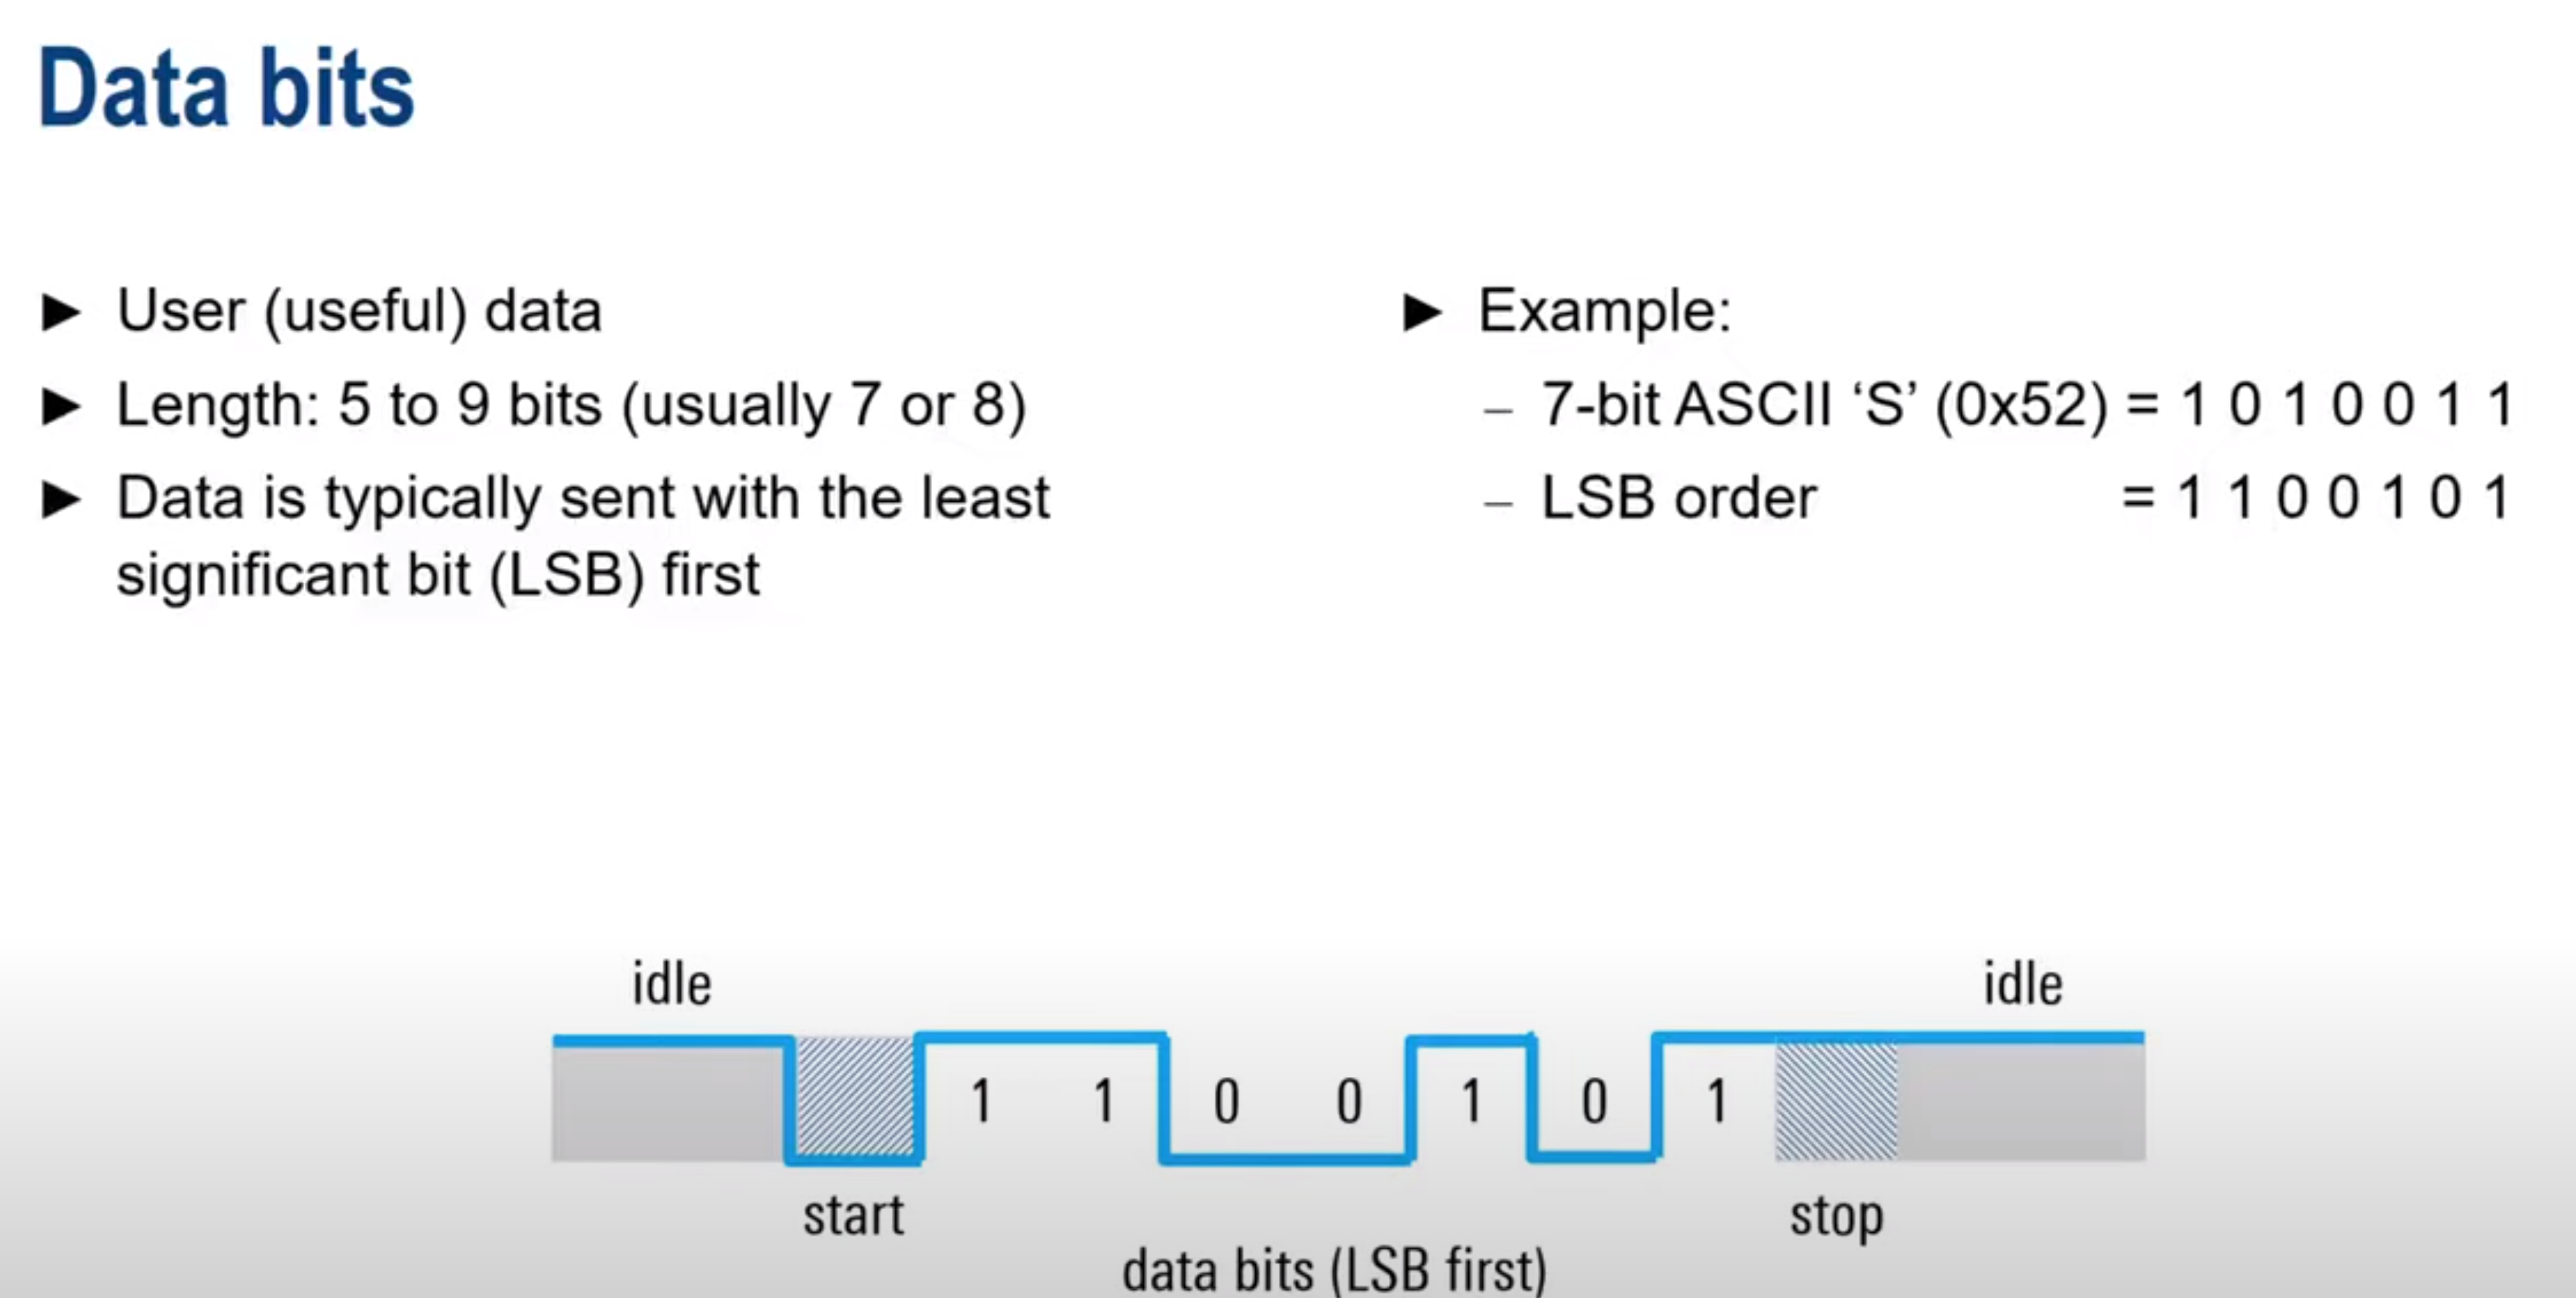 Data bits
► User (useful) data
► Length: 5 to 9 bits (usually 7 or 8)
► Data is typically sent with the least
significant bit (LSB) first
► Example:
– 7-bit ASCII ‘S’ (0x52) = 1 0 1 0 0 1 1
– LSB order = 1 1 0 0 1 0 1
idle idle
1 1 0 0 1 0 1
start stop
data bits (LSB first)